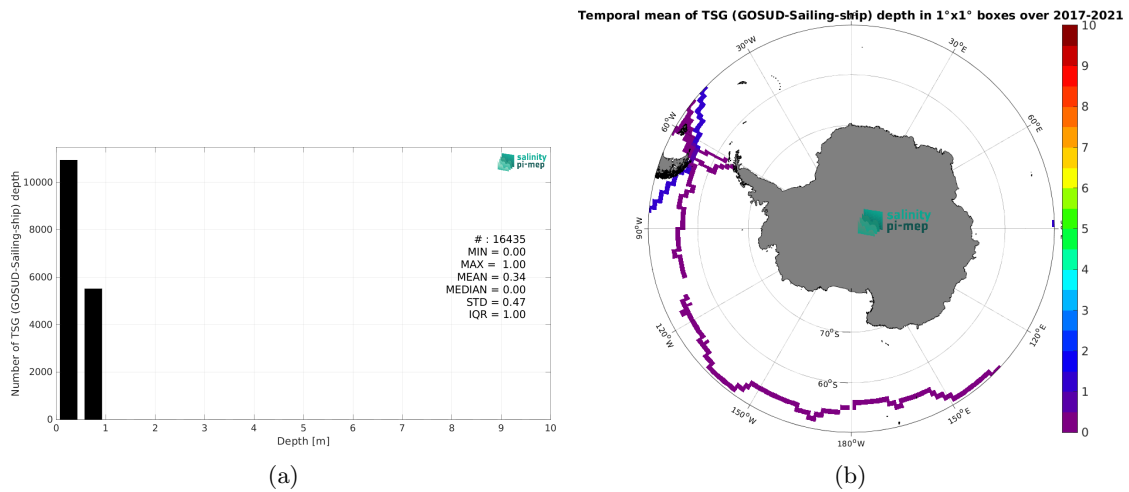 Number of TSG (GOSUD-Sailing-ship) depth
10000
8000
6000
4000
2000
0
salinity
pi-mep
# : 16435
MIN = 0.00
MAX = 1.00
MEAN = 0.34
MEDIAN = 0.00
STD = 0.47
IQR = 1.00
0 1 2 3 4 5 6 7 8 9 10
Depth [m]
(a)
Temporal mean of TSG (GOSUD-Sailing-ship) depth in 1°x1° boxes over 2017-2021
30°W
30°E
60°W
60°E
90°W
120°W
120°E
150°W
150°E
180°W
70°S
60°S
salinity
pi-mep
10
9
8
7
6
5
4
3
2
1
0
(b)